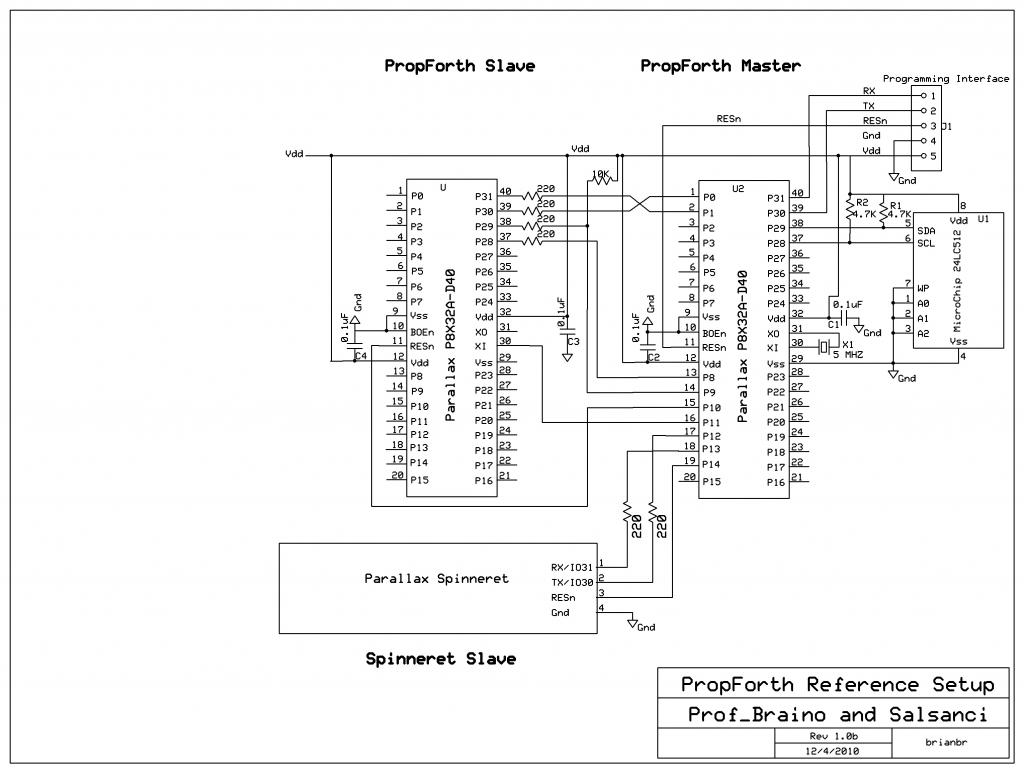 PropForth Slave
PropForth Master
Programming Interface
RX
1
TX
2
RESn
RESn
3
J1
Gnd
4
Vdd
5
Gnd
Vdd
Vdd
10K
U
U2
1 P0 P31 40 220
2 P1 P30 39 220
3 P2 P29 38 220
4 P3 P28 37 220
5 P4 P27 36
6 P5 P26 35
7 P6 P25 34
8 P7 P24 33
9 Vss Vdd 32
10 BOEn XO 31
11 RESn XI 30
12 Vdd Vss 29
13 P8 P23 28
14 P9 P22 27
15 P10 P21 26
16 P11 P20 25
17 P12 P19 24
18 P13 P18 23
19 P14 P17 22
20 P15 P16 21
Parallax P8X32A-D40
0.1uF
Gnd
C4
0.1uF
C3
1 P0 P31 40
2 P1 P30 39
3 P2 P29 38
4 P3 P28 37
5 P4 P27 36
6 P5 P26 35
7 P6 P25 34
8 P7 P24 33
9 Vss Vdd 32
10 BOEn XO 31
11 RESn XI 30
12 Vdd Vss 29
13 P8 P23 28
14 P9 P22 27
15 P10 P21 26
16 P11 P20 25
17 P12 P19 24
18 P13 P18 23
19 P14 P17 22
20 P15 P16 21
Parallax P8X32A-D40
0.1uF
Gnd
C2
R2
4.7K
R1
4.7K
0.1uF
C1
Gnd
X1
5 MHZ
8
Vdd
U1
5 SDA
6 SCL
7 WP
1 A0
2 A1
3 A2
MicroChip 24LC512
Vss
4
Gnd
220
220
Parallax Spinneret
RX/IO31 1
TX/IO30 2
RESn 3
Gnd 4
Gnd
Spinneret Slave
PropForth Reference Setup
Prof_Braino and Salsanci
Rev 1.0b
12/4/2010
brianbr